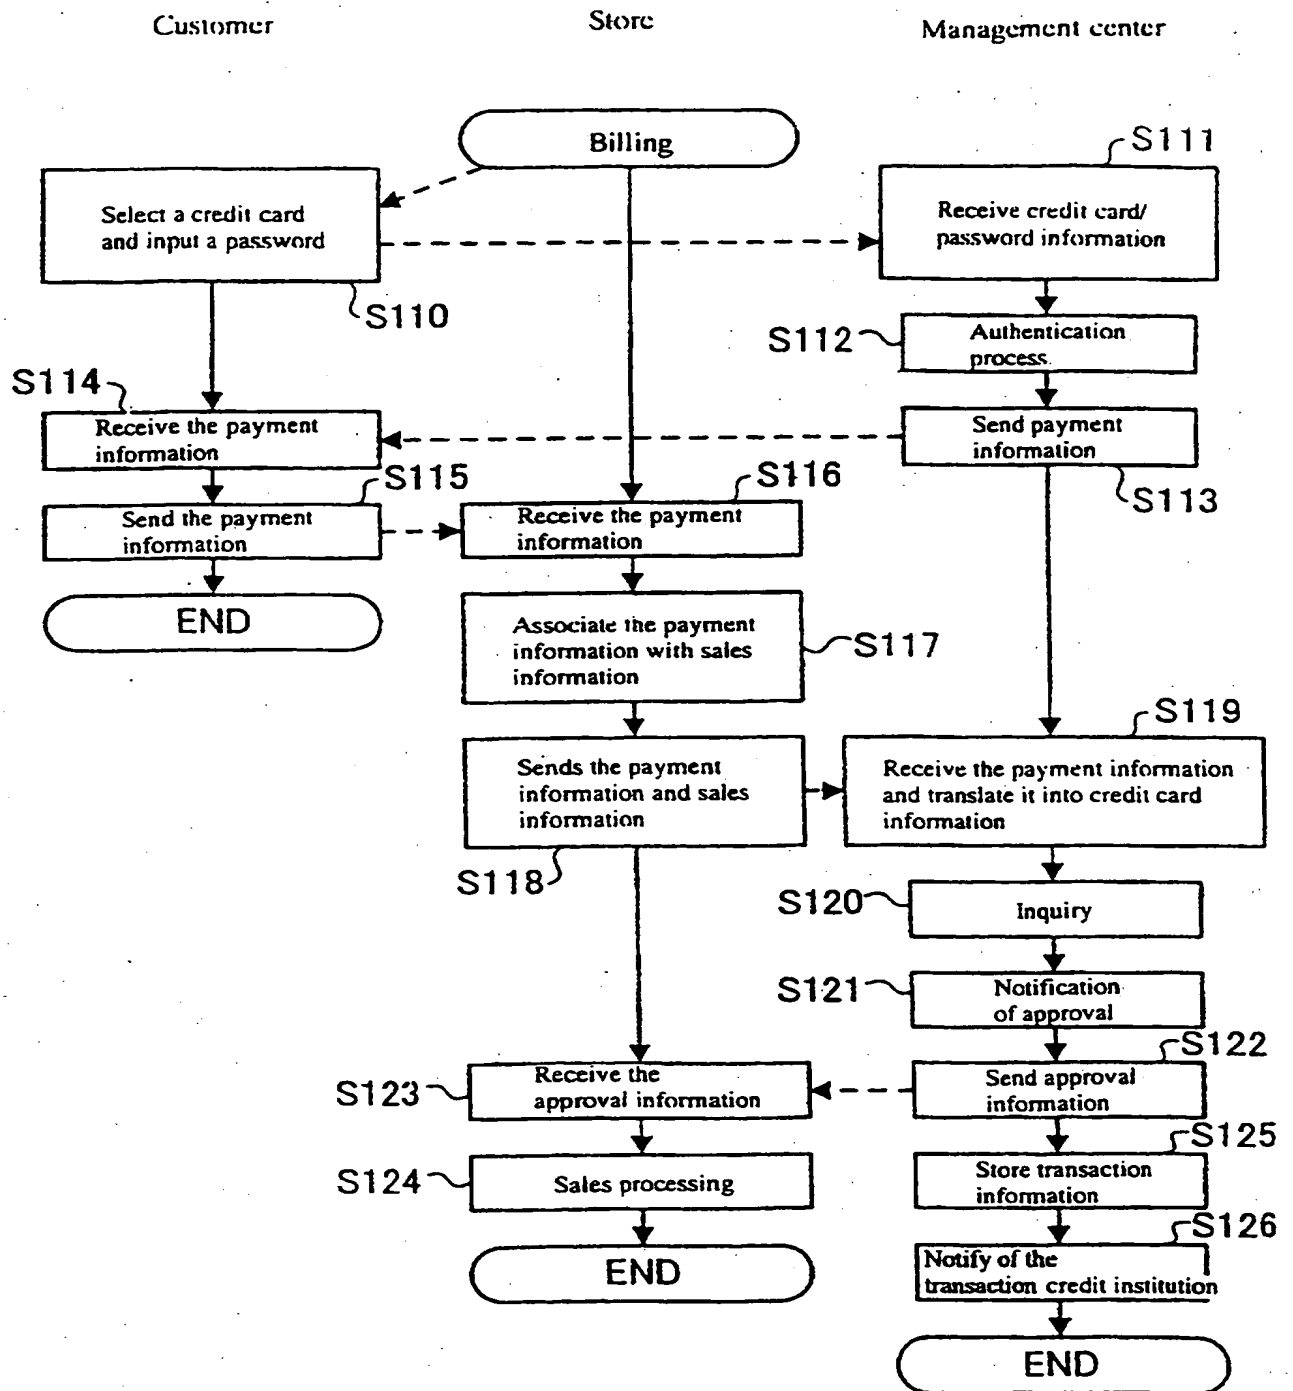 Customer
Store
Management center
Billing
S111
Select a credit card
and input a password
Receive credit card/
password information
S110
S112
Authentication
process.
S114
Receive the payment
information
Send payment
information
S115
S116
S113
Send the payment
information
Receive the payment
information
END
Associate the payment
information with sales
information
S117
S119
Sends the payment
information and sales
information
Receive the payment information
and translate it into credit card
information
S118
S120
Inquiry
S121
Notification
of approval
S122
S123
Receive the
approval information
Send approval
information
S125
S124
Sales processing
Store transaction
information
S126
END
Notify of the
transaction credit institution
END